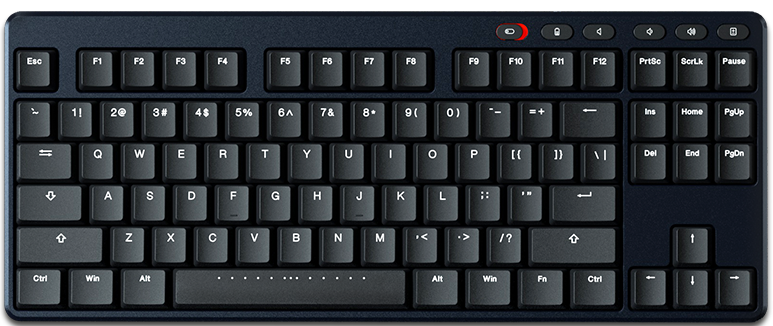 Esc F1 F2 F3 F4 F5 F6 F7 F8 F9 F10 F11 F12 PrtSc ScrLk Pause
`~ 1! 2@ 3# 4$ 5% 6^ 7& 8* 9( 0) -_ =+ ← Ins Home PgUp
Q W E R T Y U I O P [{ ]} \| Del End PgDn
A S D F G H J K L ;: '"
⇧ Z X C V B N M ,< .> /? ⇧ ↑
Ctrl Win Alt Alt Win Fn Ctrl ← ↓ →